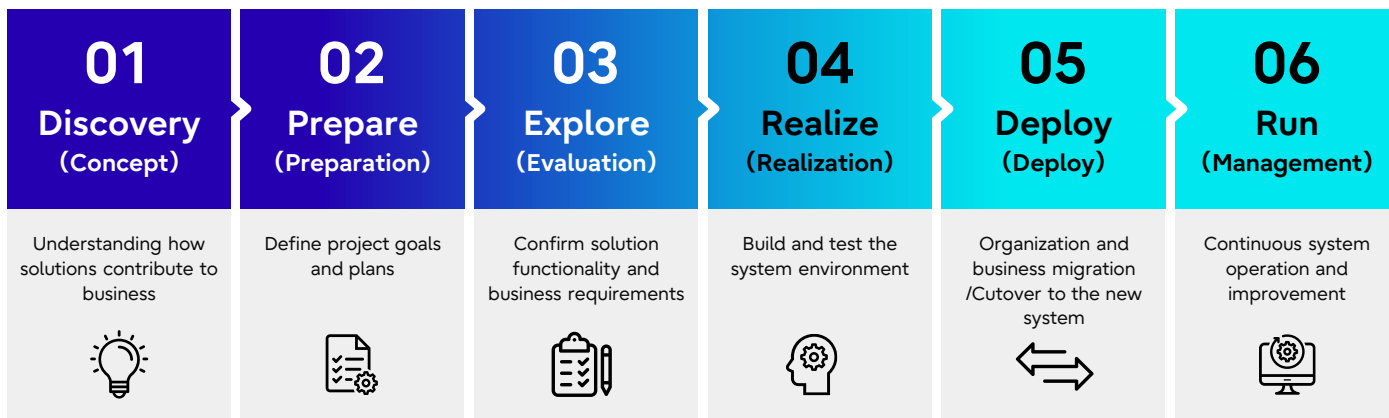 01
Discovery
(Concept)
Understanding how
solutions contribute to
business
02
Prepare
(Preparation)
Define project goals
and plans
03
Explore
(Evaluation)
Confirm solution
functionality and
business requirements
04
Realize
(Realization)
Build and test the
system environment
05
Deploy
(Deploy)
Organization and
business migration
/Cutover to the new
system
06
Run
(Management)
Continuous system
operation and
improvement